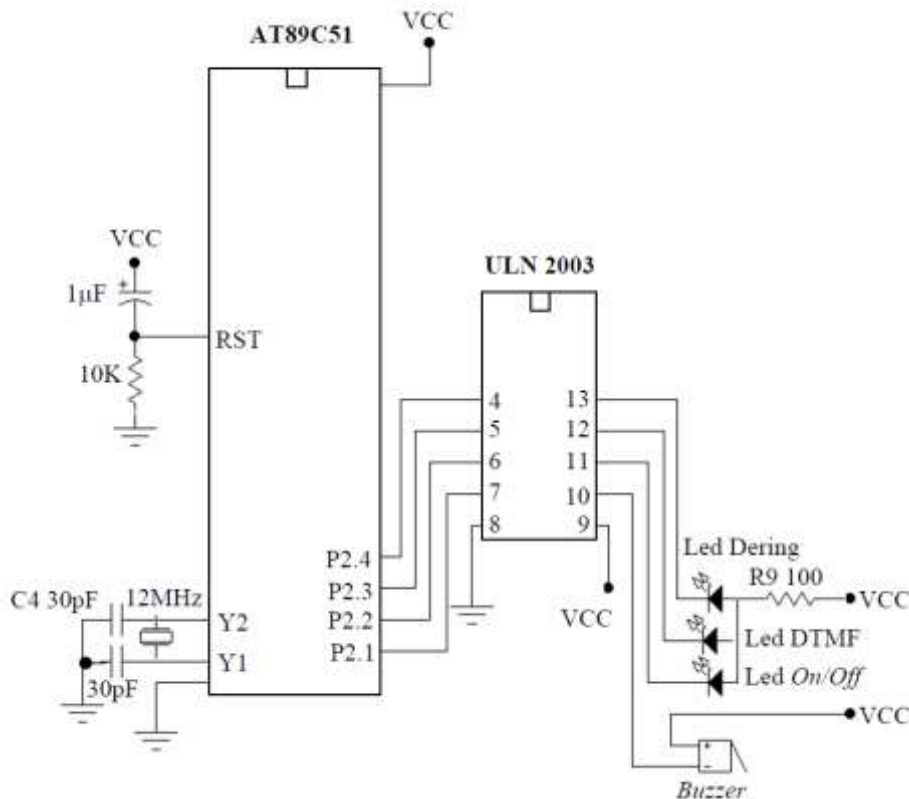 VCC
AT89C51
VCC
1µF
RST
10K
ULN 2003
4 13
5 12
6 11
7 10
8 9
P2.4
P2.3
P2.2
P2.1
C4 30pF
12MHz
Y2
Y1
30pF
VCC
Led Dering
R9 100
VCC
Led DTMF
Led On/Off
VCC
+
-
Buzzer